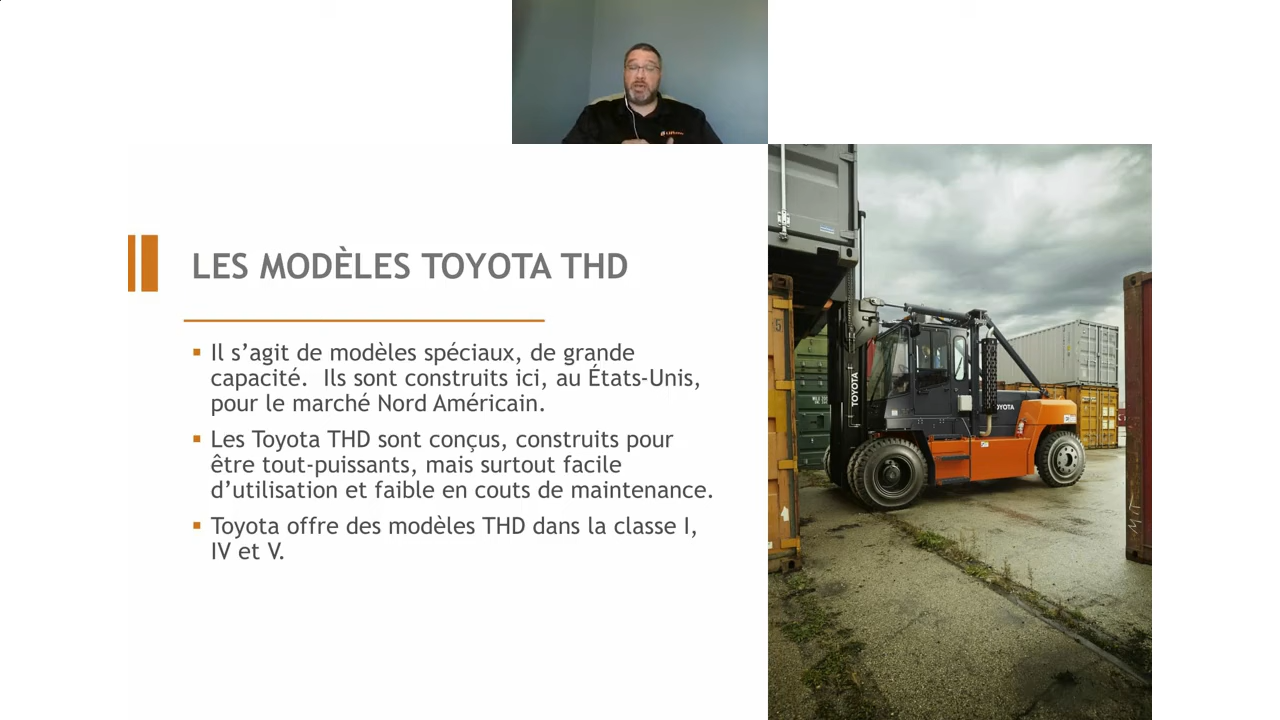 LES MODÈLES TOYOTA THD
▪ Il s’agit de modèles spéciaux, de grande
capacité.  Ils sont construits ici, au États-Unis,
pour le marché Nord Américain.
▪ Les Toyota THD sont conçus, construits pour
être tout-puissants, mais surtout facile
d’utilisation et faible en couts de maintenance.
▪ Toyota offre des modèles THD dans la classe I,
IV et V.
TOYOTA
TOYOTA